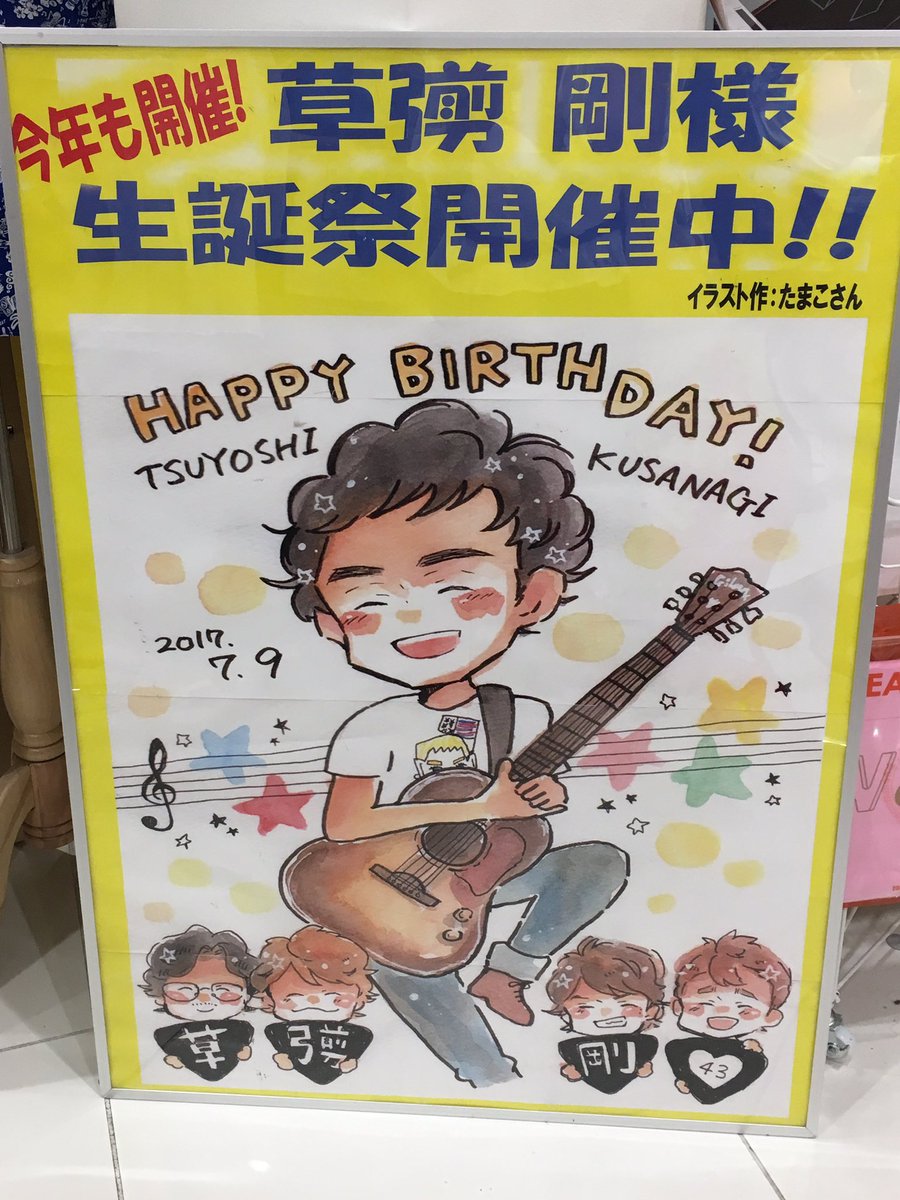 今年も開催!
草彅 剛様
生誕祭開催中!!
イラスト作:たまこさん
HAPPY BIRTHDAY!
TSUYOSHI KUSANAGI
2017.
7.9
草
彅
剛
43